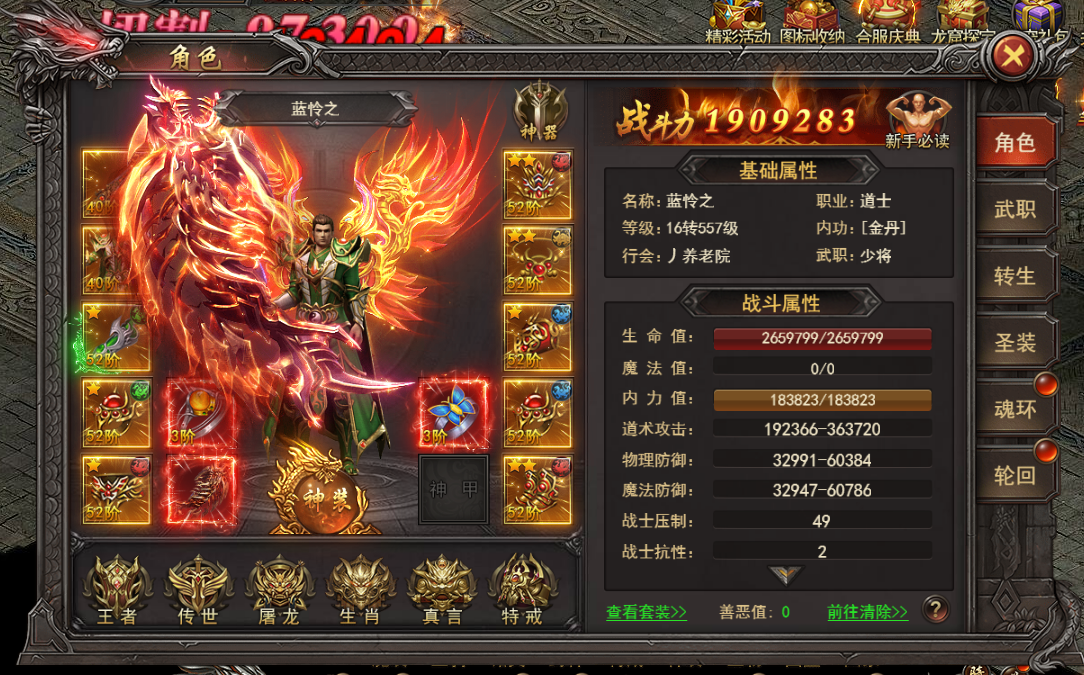 精彩活动 图标收纳 合服庆典
角色
蓝怜之
神器
战斗力1909283
新手必读
基础属性
名称：蓝怜之 职业：道士
等级：16转557级 内功：[金丹]
行会：丿养老院 武职：少将
战斗属性
生命值： 2659799/2659799
魔法值： 0/0
内力值： 183823/183823
道术攻击： 192366-363720
物理防御： 32991-60384
魔法防御： 32947-60786
战士压制： 49
战士抗性： 2
查看套装>> 善恶值：0 前往清除>> ?
角色
武职
转生
圣装
魂环
轮回
40阶
52阶
40阶
52阶
52阶
52阶
52阶
3阶
3阶
52阶
52阶
52阶
神装
神甲
王者 传世 屠龙 生肖 真言 特戒